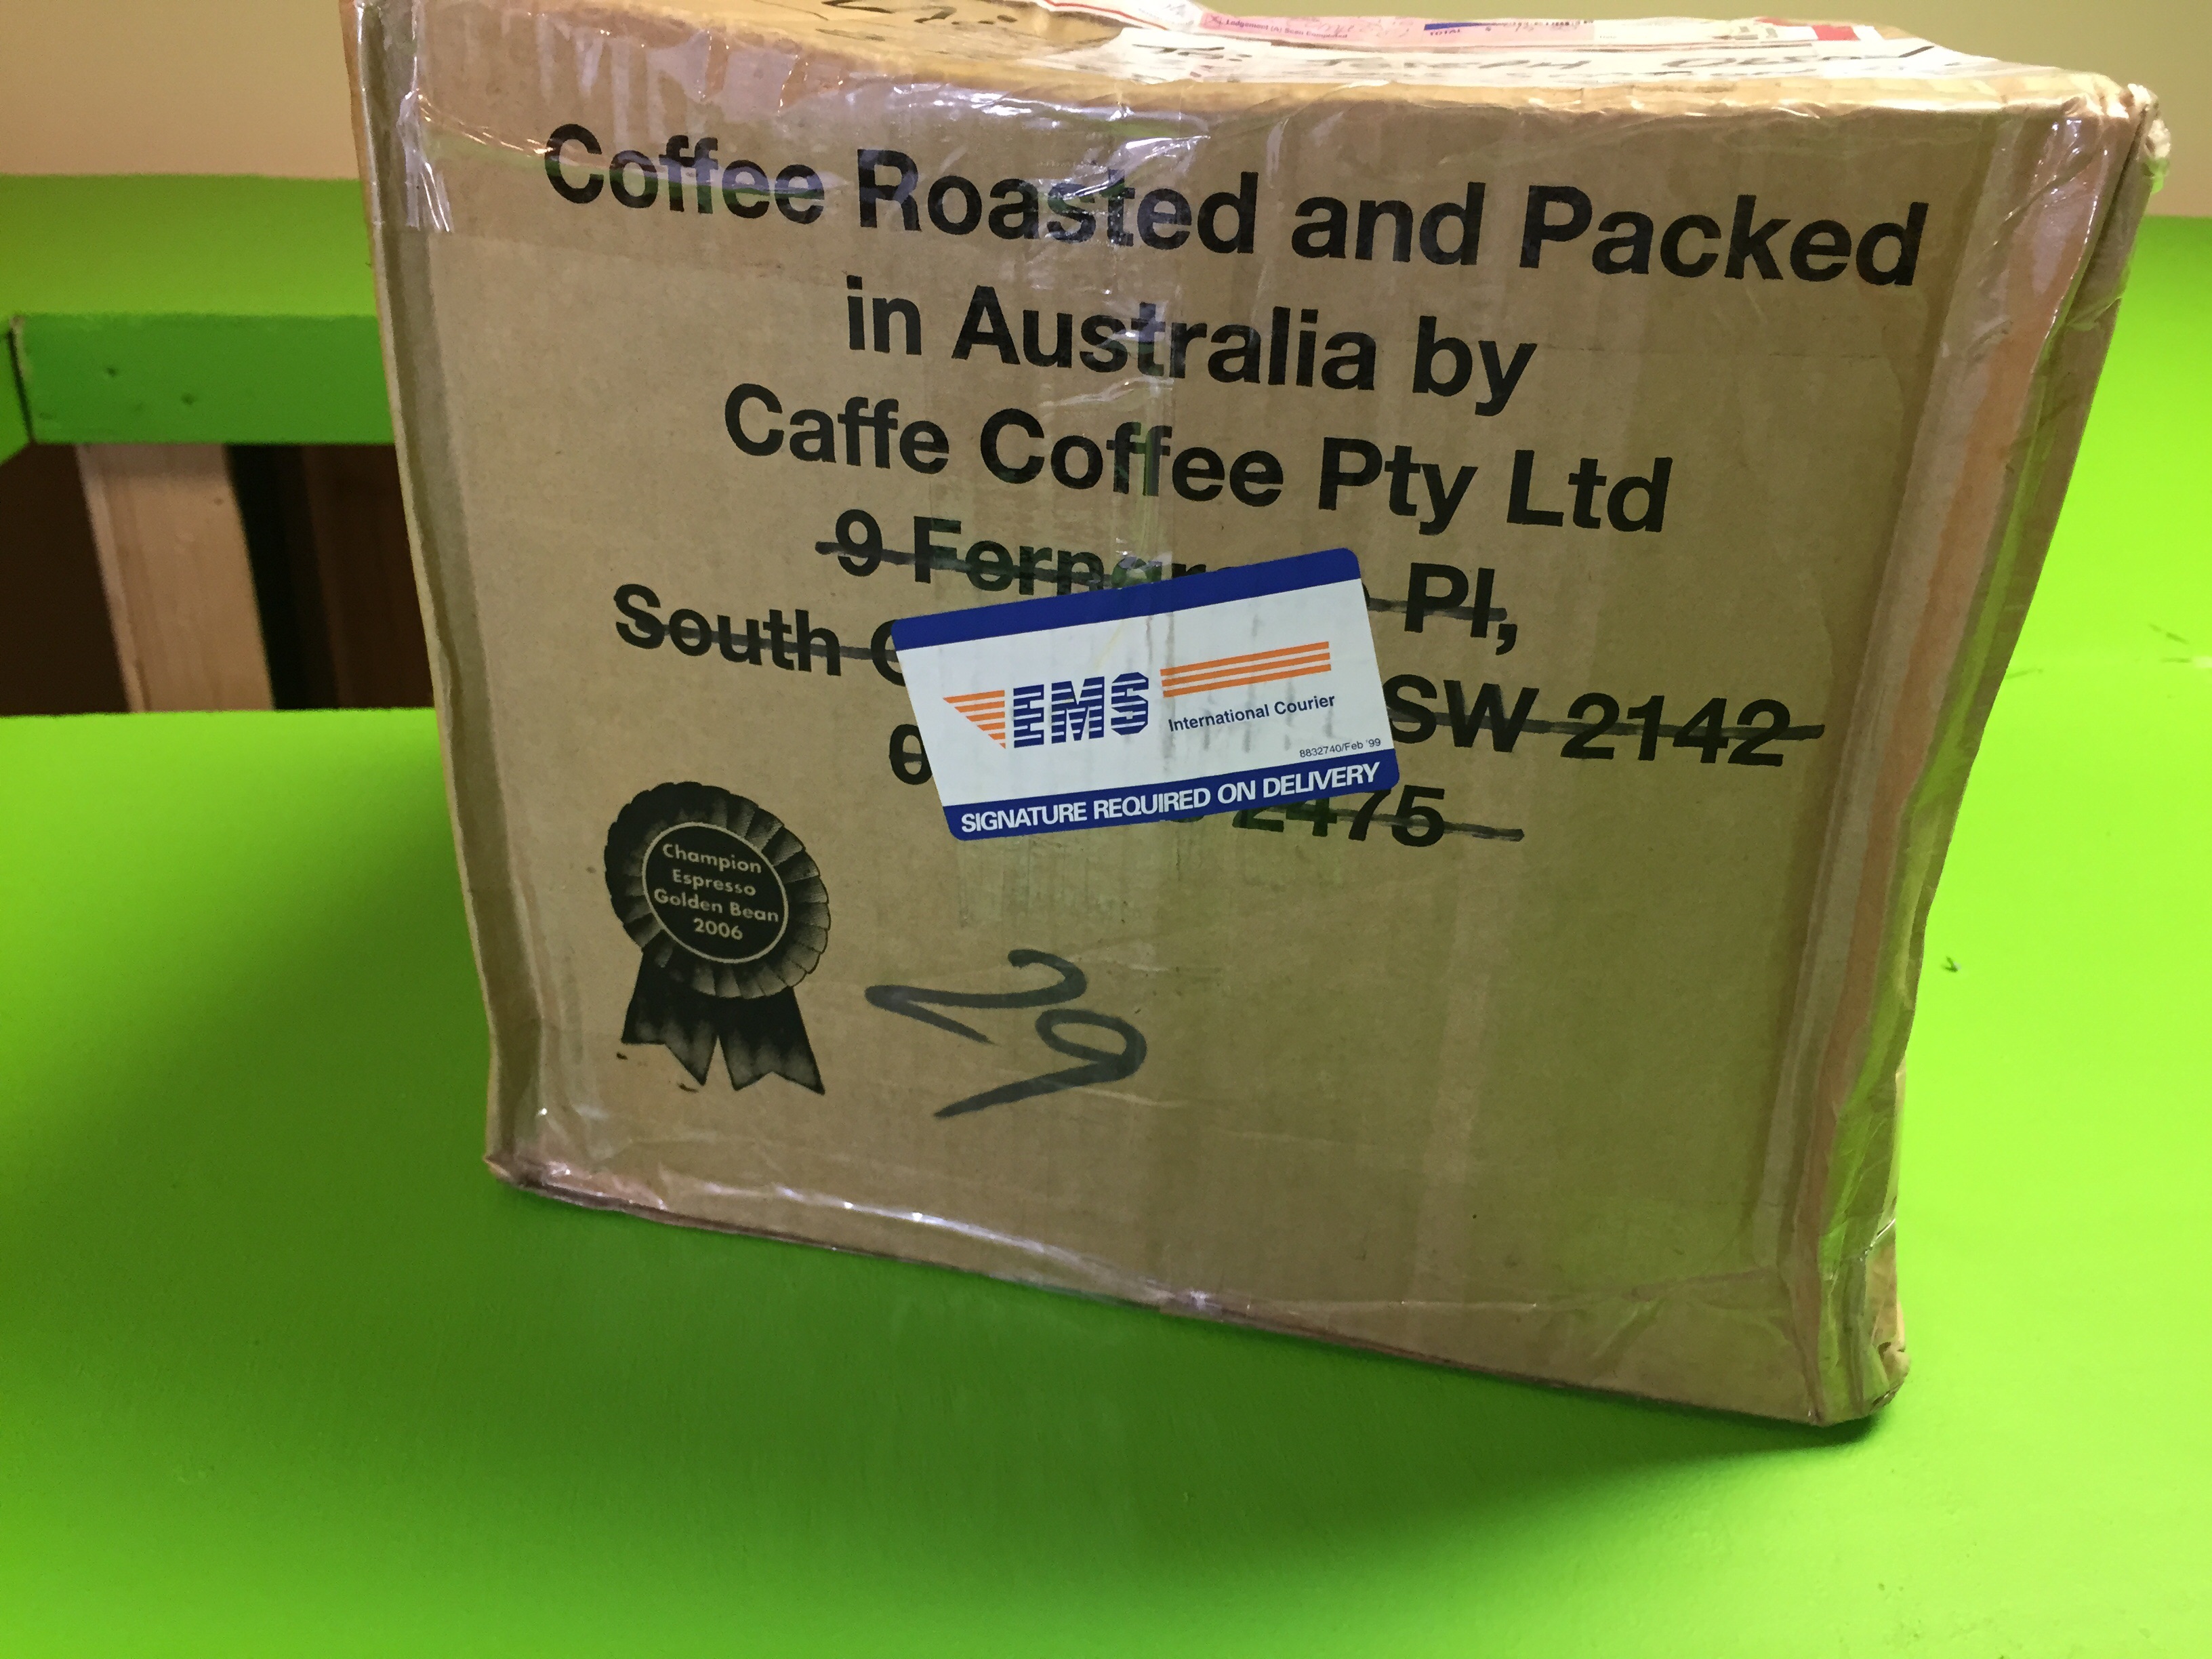 TOTAL $
Coffee Roasted and Packed
in Australia by
Caffe Coffee Pty Ltd
9 Pl,
South SW 2142
2475
EMS International Courier
8832740/Feb '99
SIGNATURE REQUIRED ON DELIVERY
Champion
Espresso
Golden Bean
2006
29